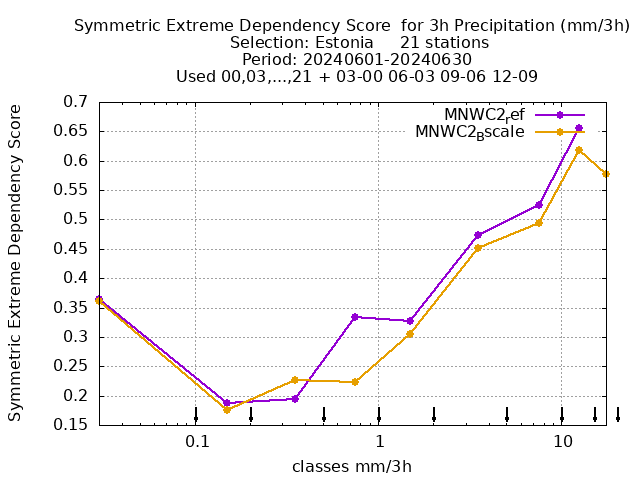 Symmetric Extreme Dependency Score  for 3h Precipitation (mm/3h)
Selection: Estonia     21 stations
Period: 20240601-20240630
Used 00,03,...,21 + 03-00 06-03 09-06 12-09
Symmetric Extreme Dependency Score
0.7
0.65
0.6
0.55
0.5
0.45
0.4
0.35
0.3
0.25
0.2
0.15
MNWC2ref
MNWC2Bscale
0.1
1
10
classes mm/3h